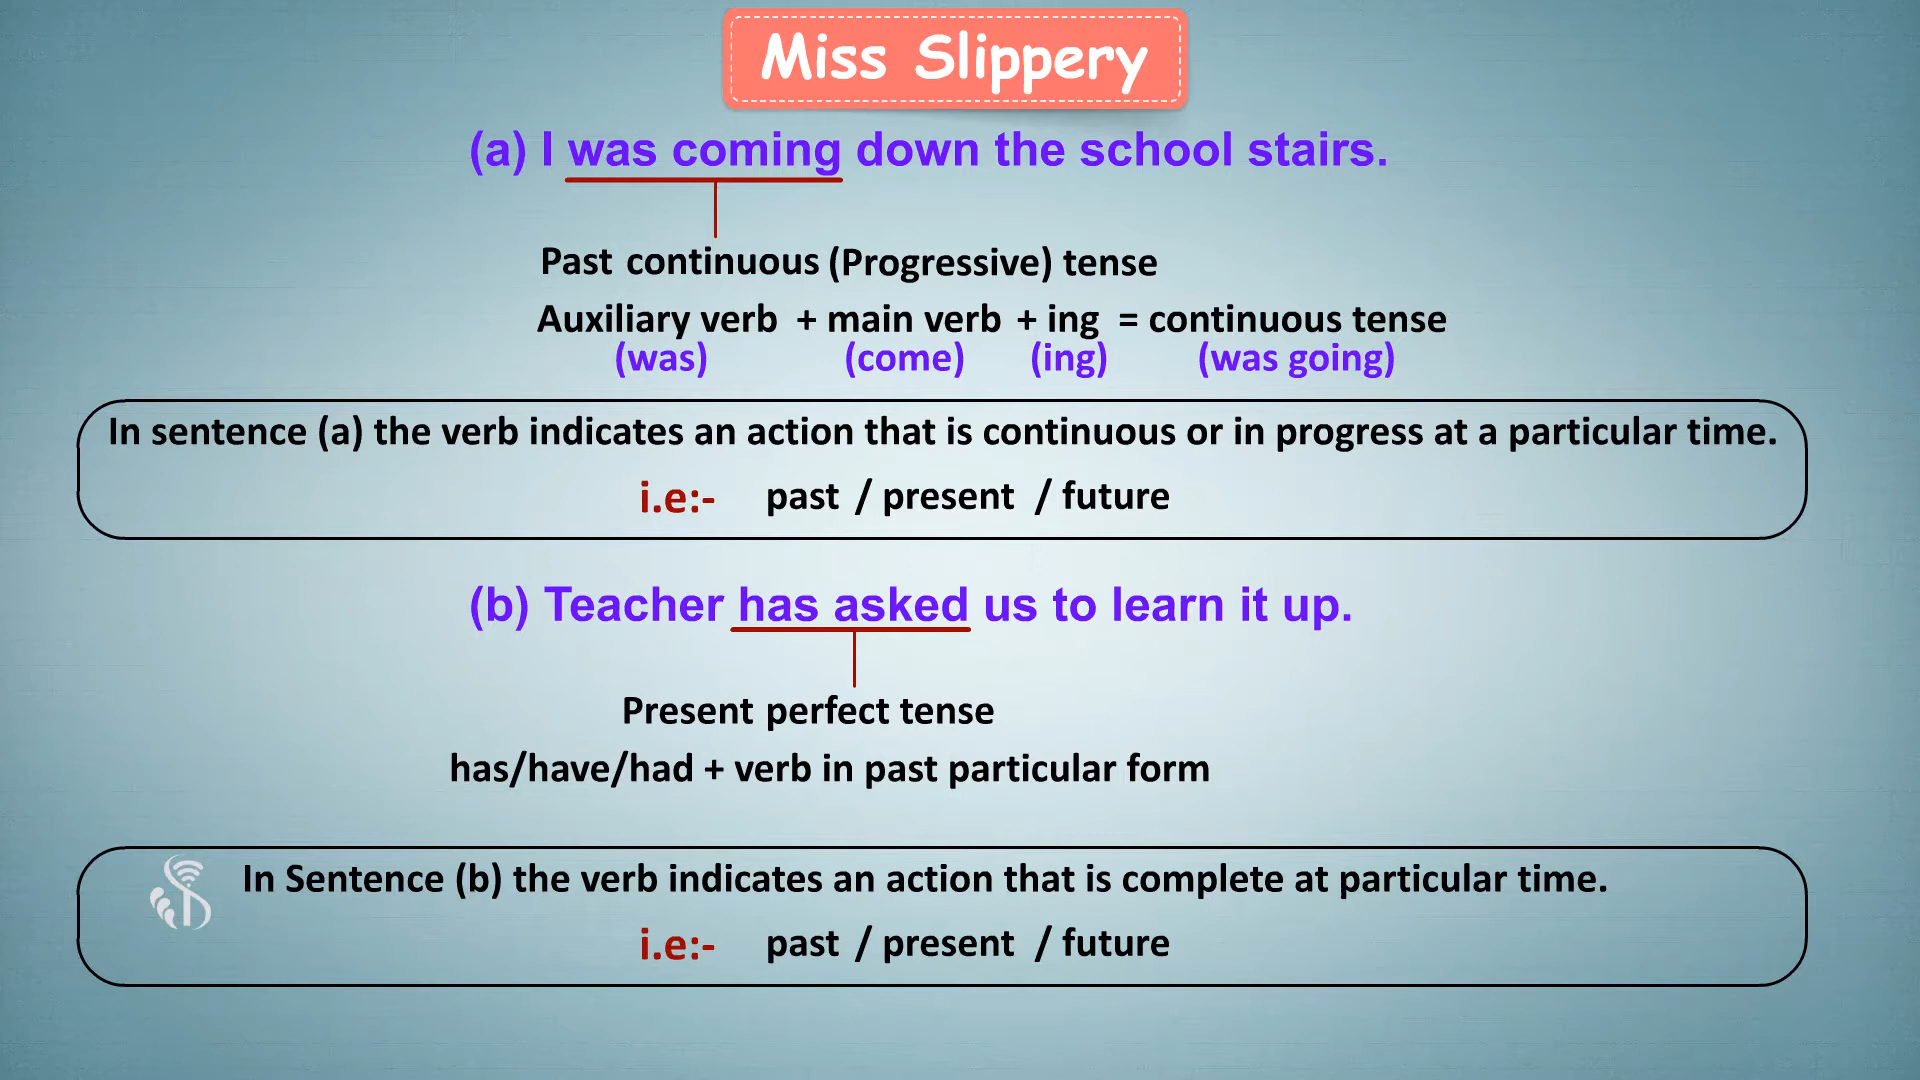 Miss Slippery
(a) I was coming down the school stairs.
Past continuous (Progressive) tense
Auxiliary verb + main verb + ing = continuous tense
(was) (come) (ing) (was going)
In sentence (a) the verb indicates an action that is continuous or in progress at a particular time.
i.e:- past / present / future
(b) Teacher has asked us to learn it up.
Present perfect tense
has/have/had + verb in past particular form
In Sentence (b) the verb indicates an action that is complete at particular time.
i.e:- past / present / future